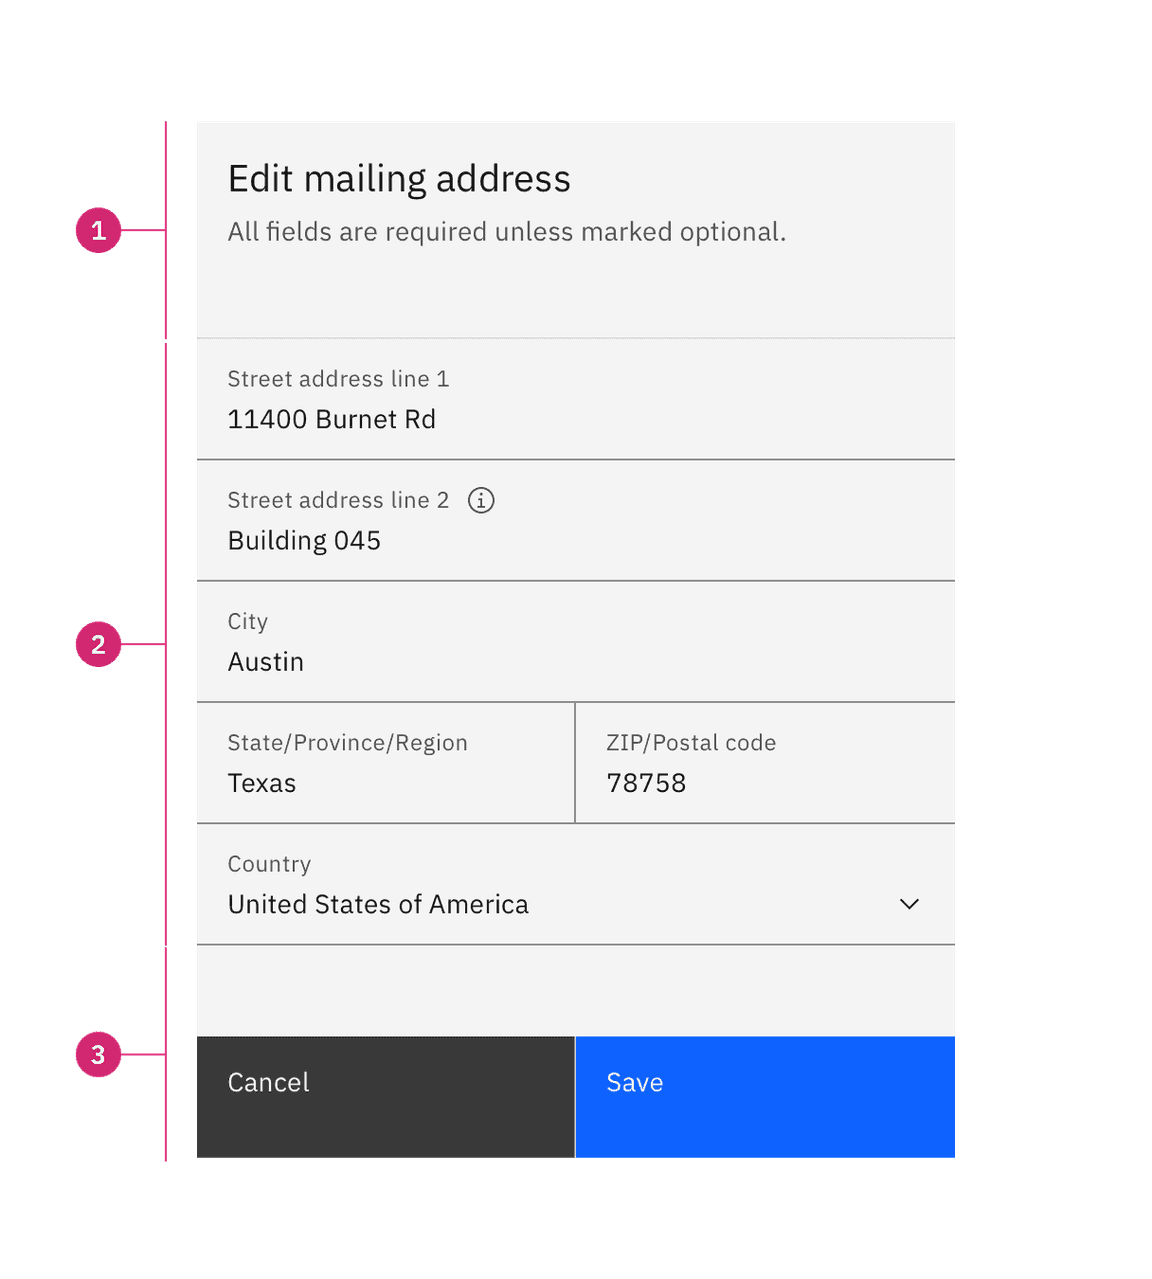 Edit mailing address
1
All fields are required unless marked optional.
Street address line 1
11400 Burnet Rd
Street address line 2
Building 045
2
City
Austin
State/Province/Region
ZIP/Postal code
Texas
78758
Country
United States of America
3
Cancel
Save